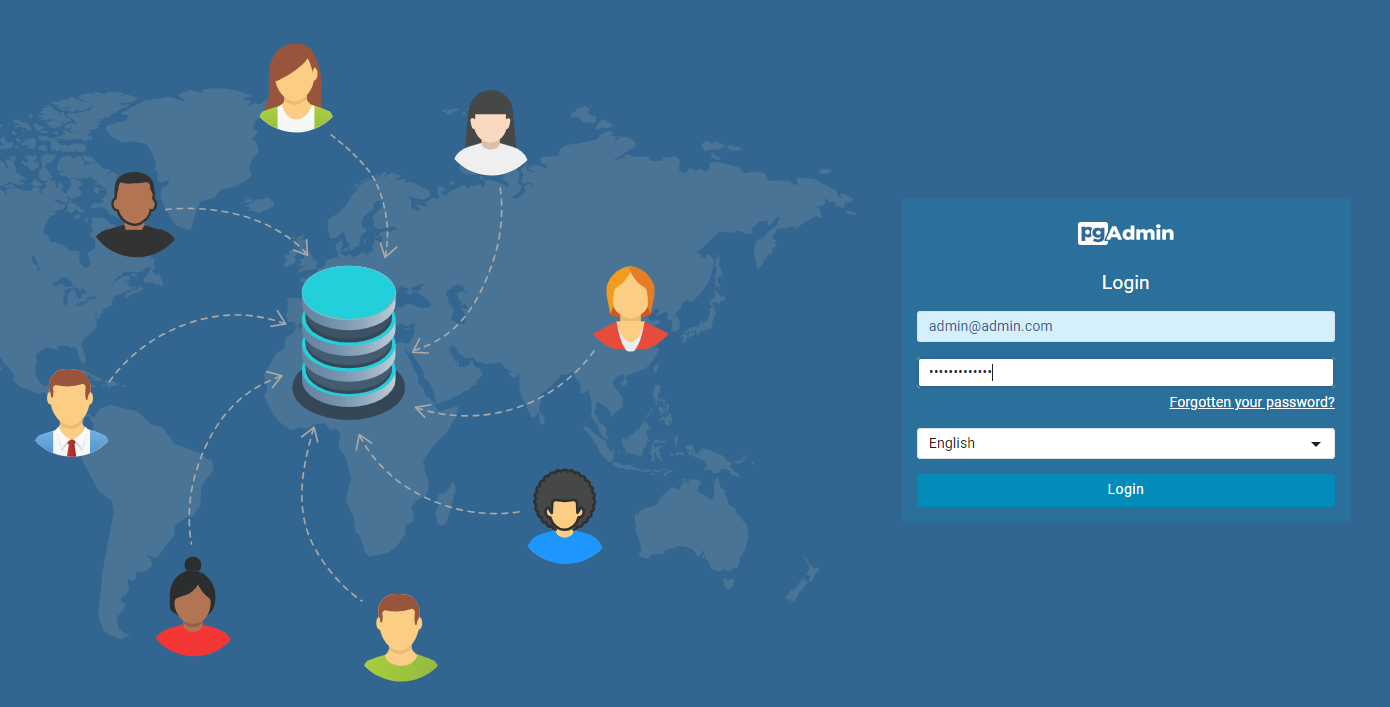 pgAdmin
Login
admin@admin.com
•••••••••••••
Forgotten your password?
English
Login